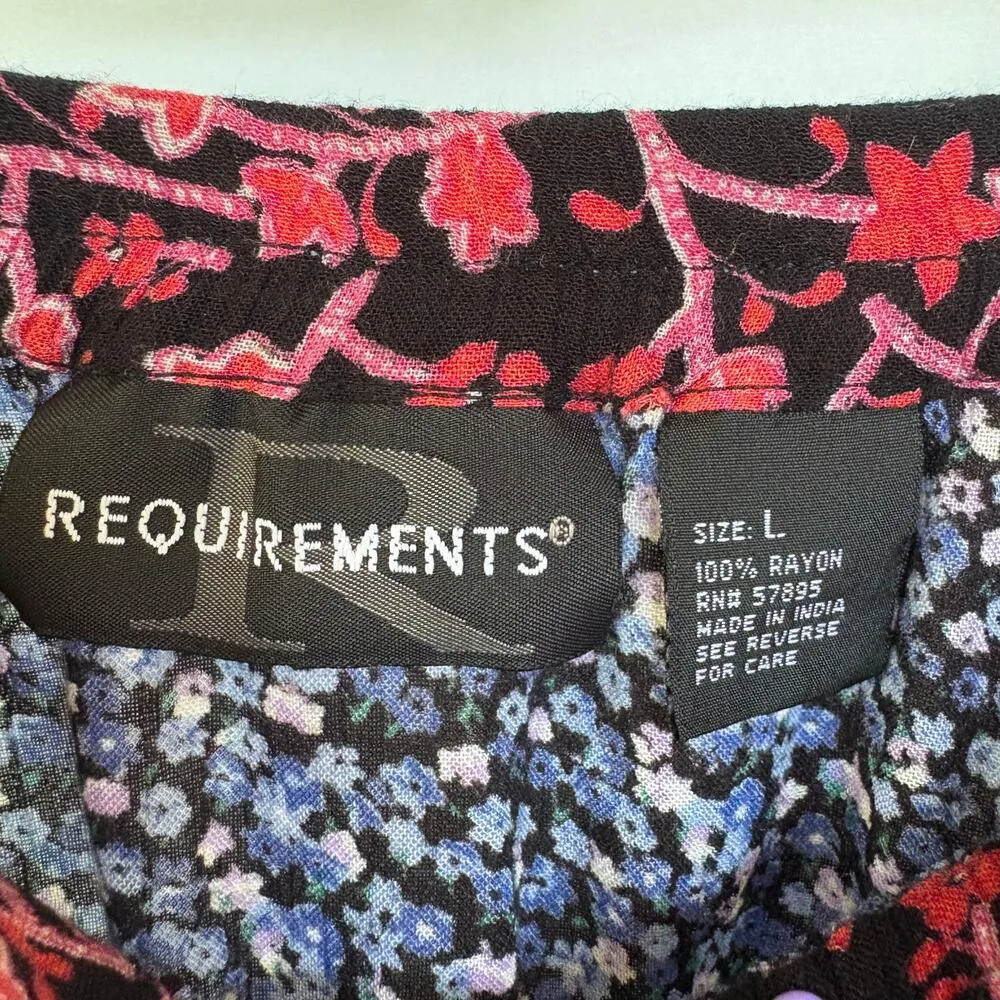 R
REQUIREMENTS®
SIZE: L
100% RAYON
RN# 57895
MADE IN INDIA
SEE REVERSE
FOR CARE